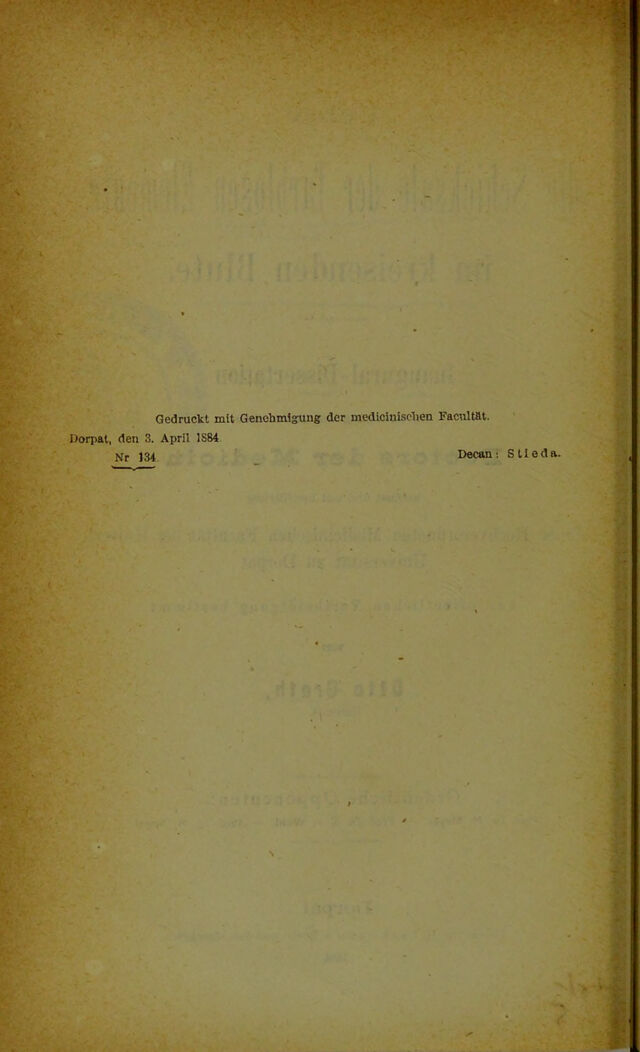 Gedruckt mit Genehmigung der medicinischen Facultät.
Dorpat, den 3. April 1884.
Nr 134.
Decan: Stieda.